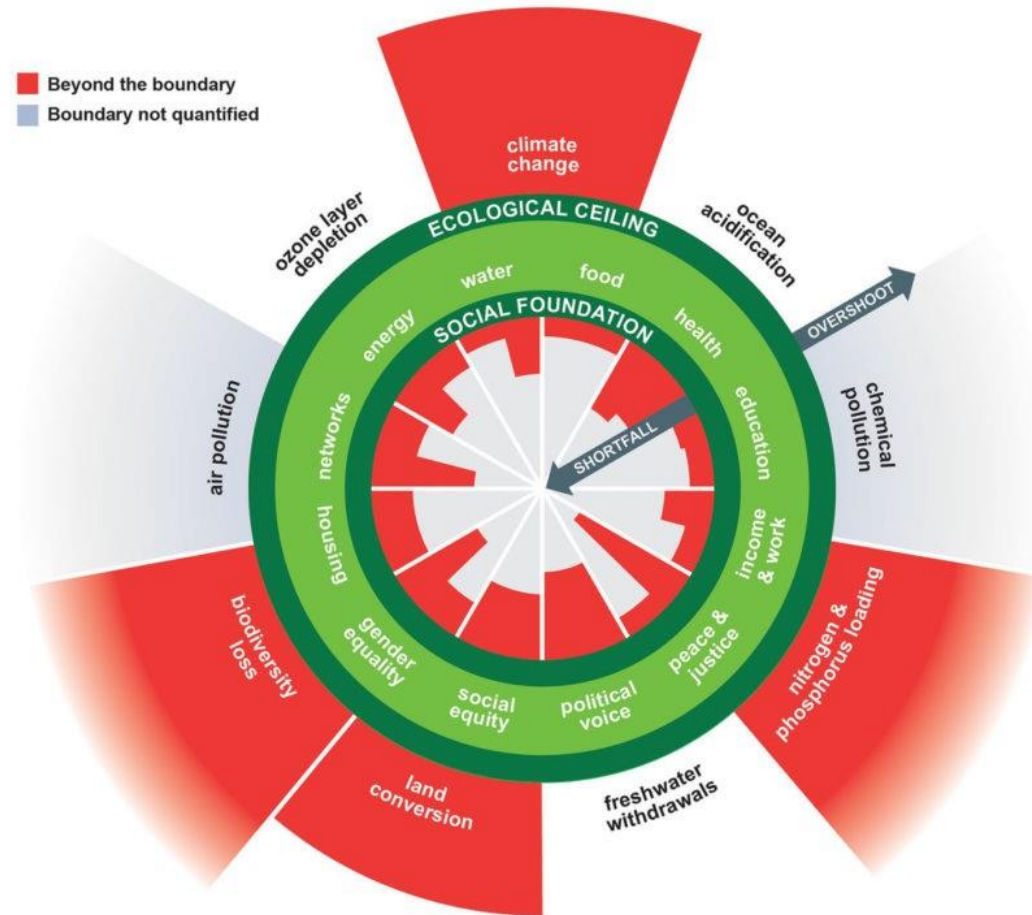 Beyond the boundary
Boundary not quantified
climate
change
ozone layer
depletion
ocean
acidification
ECOLOGICAL CEILING
OVERSHOOT
water
food
energy
health
SOCIAL FOUNDATION
SHORTFALL
networks
education
air pollution
chemical
pollution
housing
income
& work
gender
equality
peace &
justice
social
equity
political
voice
biodiversity
loss
nitrogen &
phosphorus loading
land
conversion
freshwater
withdrawals